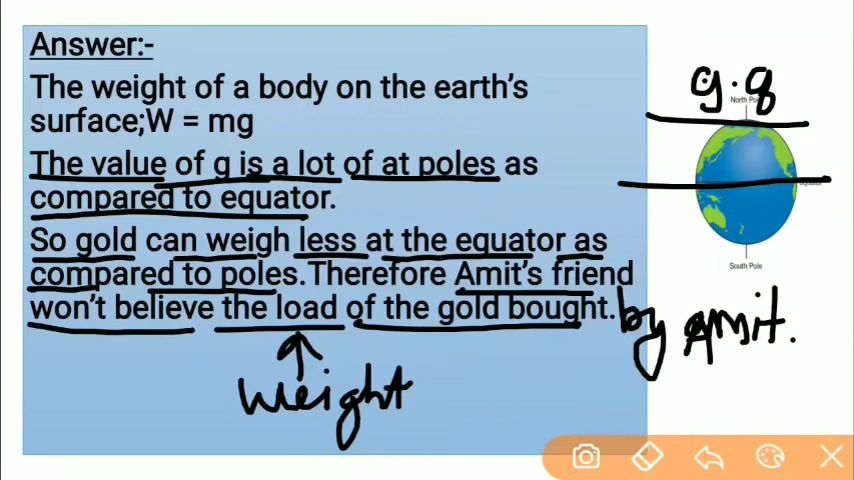 Answer:-
The weight of a body on the earth's
surface;W = mg
The value of g is a lot of at poles as
compared to equator.
So gold can weigh less at the equator as
compared to poles.Therefore Amit's friend
won't believe the load of the gold bought.
by Amit.
weight
North Pole
South Pole